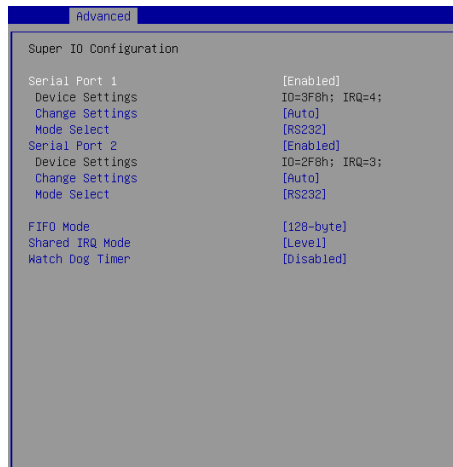 Advanced
Super IO Configuration
Serial Port 1 [Enabled]
Device Settings IO=3F8h; IRQ=4;
Change Settings [Auto]
Mode Select [RS232]
Serial Port 2 [Enabled]
Device Settings IO=2F8h; IRQ=3;
Change Settings [Auto]
Mode Select [RS232]
FIFO Mode [128-byte]
Shared IRQ Mode [Level]
Watch Dog Timer [Disabled]